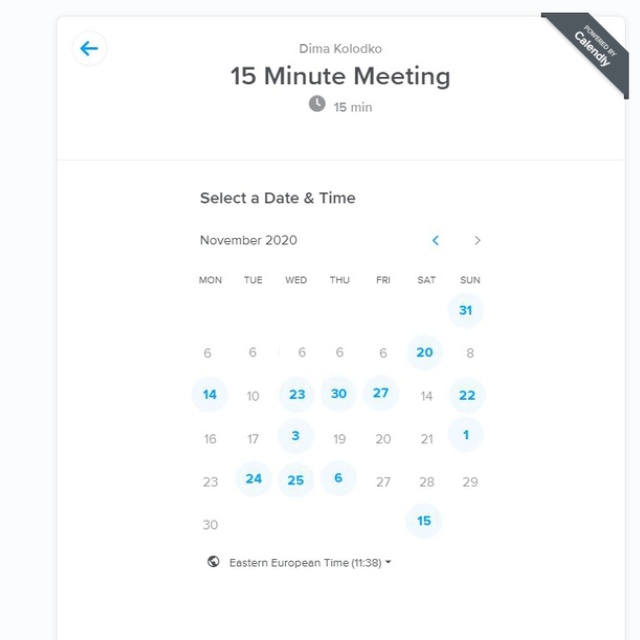 POWERED BY
Calendly
Dima Kolodko
15 Minute Meeting
15 min
Select a Date & Time
November 2020
MON TUE WED THU FRI SAT SUN
31
6 6 6 6 6 20 8
14 10 23 30 27 14 22
16 17 3 19 20 21 1
23 24 25 6 27 28 29
30 15
Eastern European Time (11:38)